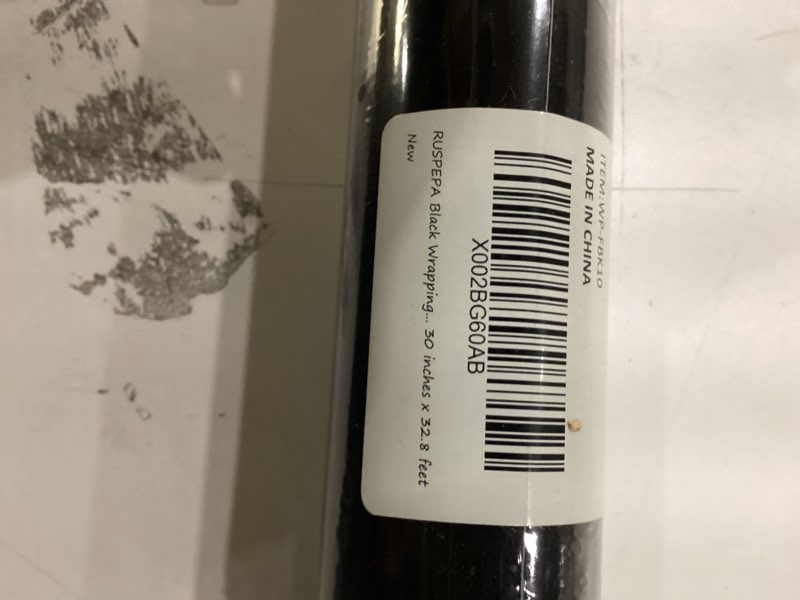 ITEM:WP-FBK10
MADE IN CHINA
X002BG60AB
RUSPEPA Black Wrapping... 30 inches x 32.8 feet
New